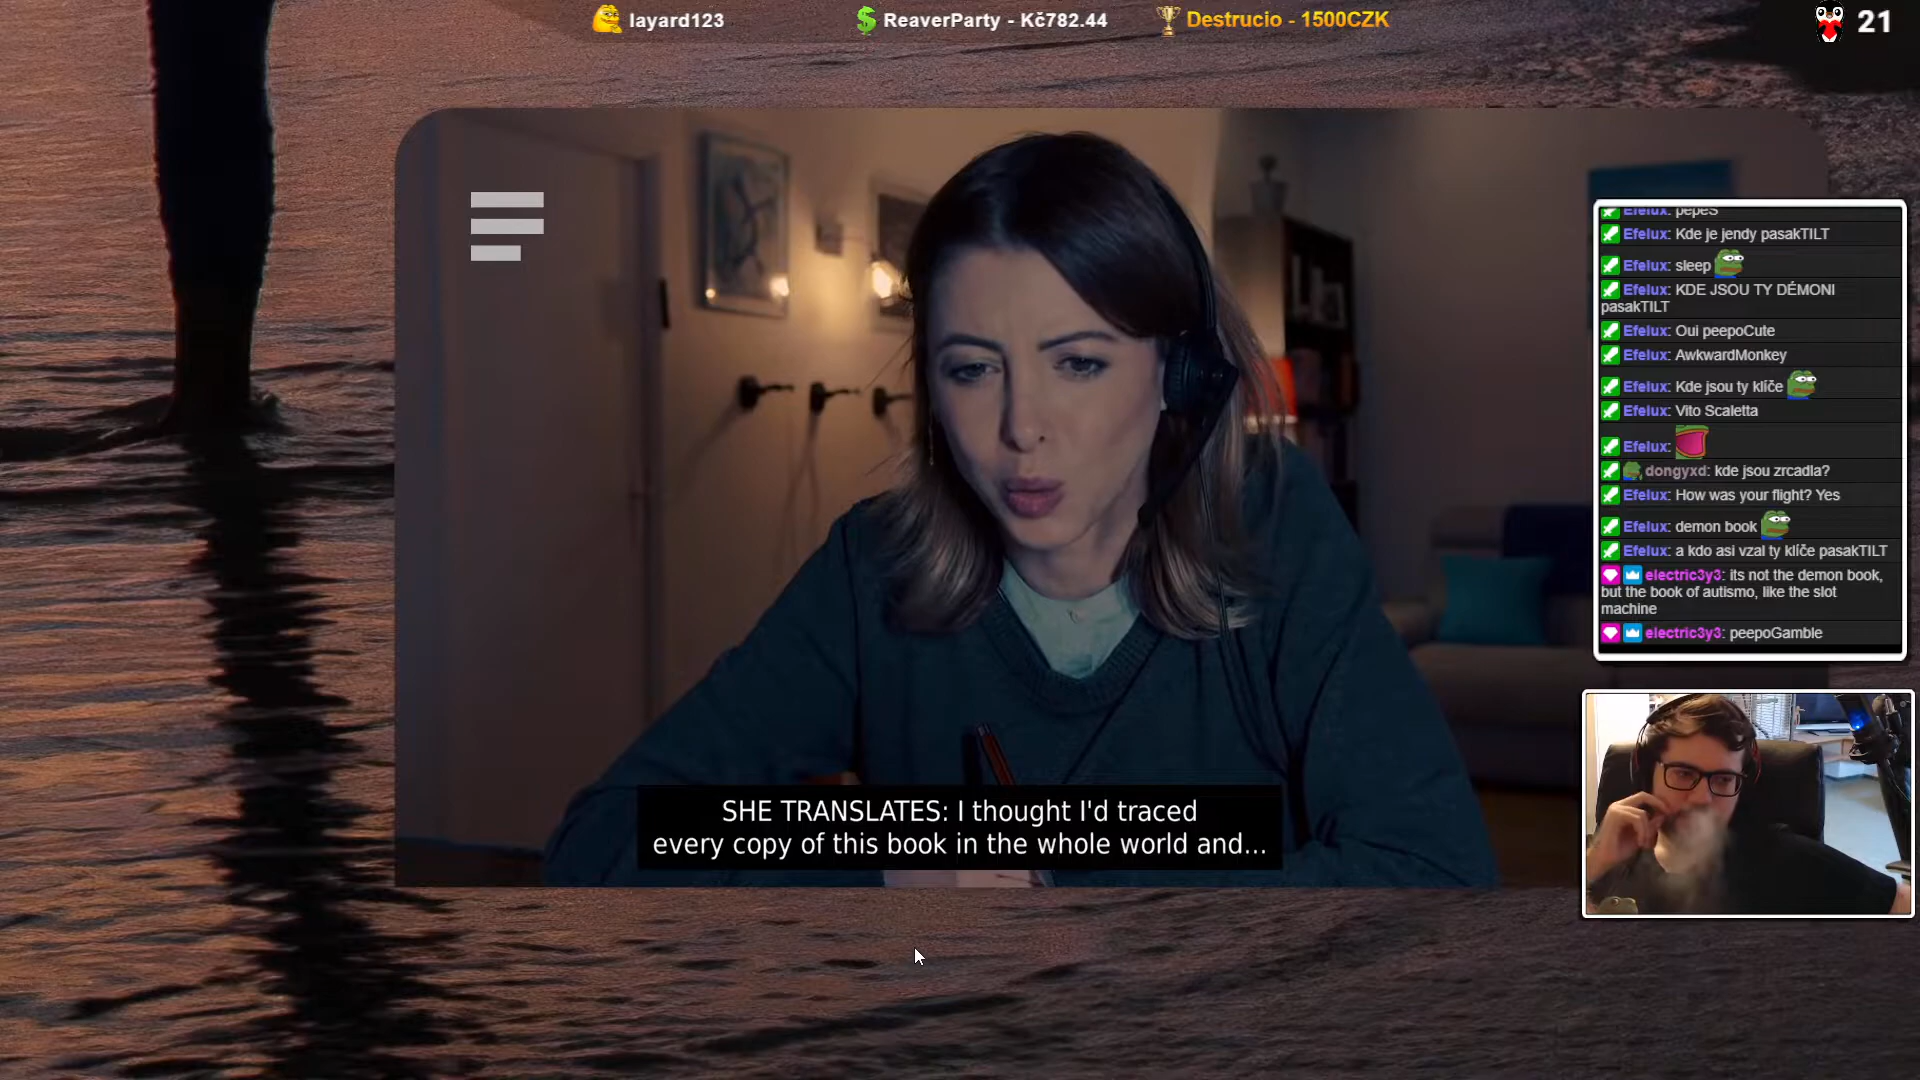 layard123
ReaverParty - Kč782.44
Destrucio - 1500CZK
21
Efelux: pepeS
Efelux: Kde je jendy pasakTILT
Efelux: sleep
Efelux: KDE JSOU TY DÉMONI
pasakTILT
Efelux: Oui peepoCute
Efelux: AwkwardMonkey
Efelux: Kde jsou ty klíče
Efelux: Vito Scaletta
Efelux:
dongyxd: kde jsou zrcadla?
Efelux: How was your flight? Yes
Efelux: demon book
Efelux: a kdo asi vzal ty klíče pasakTILT
electric3y3: its not the demon book,
but the book of autismo, like the slot
machine
electric3y3: peepoGamble
SHE TRANSLATES: I thought I'd traced
every copy of this book in the whole world and...